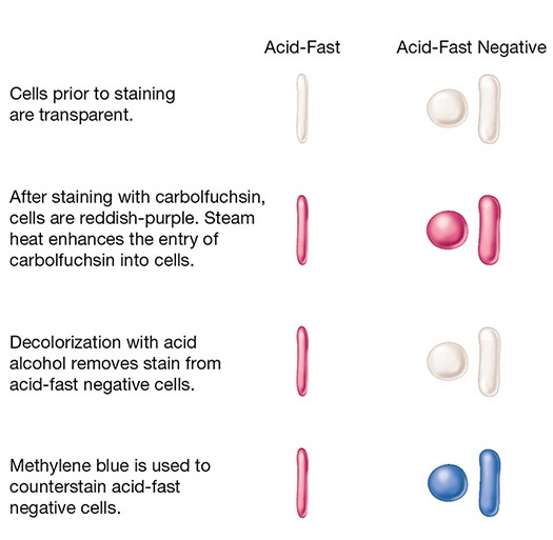 Acid-Fast
Acid-Fast Negative
Cells prior to staining
are transparent.
After staining with carbolfuchsin,
cells are reddish-purple. Steam
heat enhances the entry of
carbolfuchsin into cells.
Decolorization with acid
alcohol removes stain from
acid-fast negative cells.
Methylene blue is used to
counterstain acid-fast
negative cells.